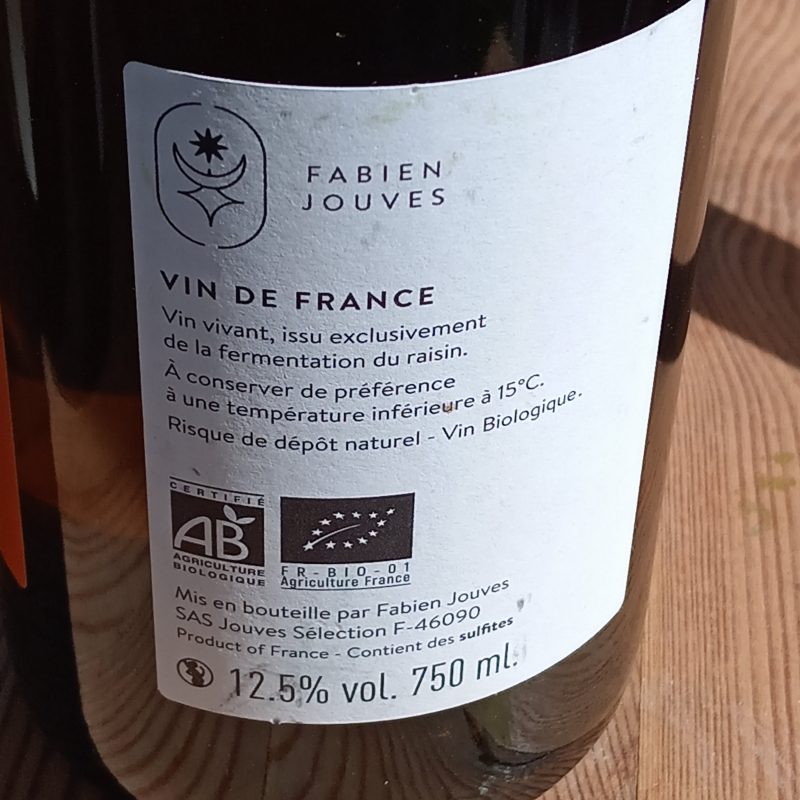 FABIEN
JOUVES
VIN DE FRANCE
Vin vivant, issu exclusivement
de la fermentation du raisin.
À conserver de préférence
à une température inférieure à 15°C.
Risque de dépôt naturel - Vin Biologique.
CERTIFIÉ
AB
AGRICULTURE
BIOLOGIQUE
FR-BIO-01
Agriculture France
Mis en bouteille par Fabien Jouves
SAS Jouves Sélection F-46090
Product of France - Contient des sulfites
12.5% vol. 750 ml.